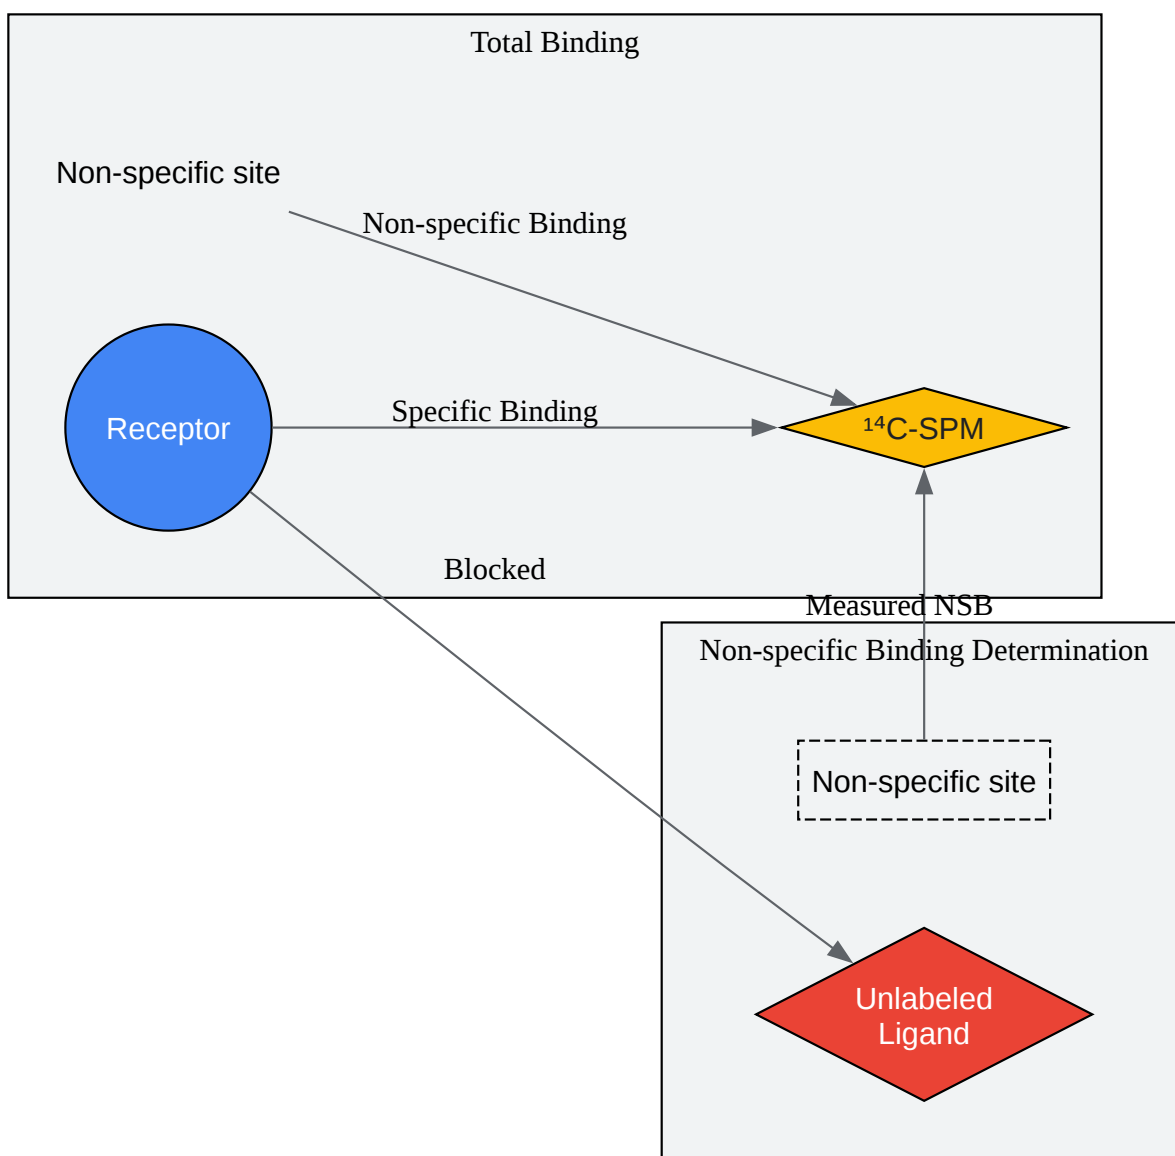 Total Binding
Non-specific site
Non-specific Binding
Specific Binding
Receptor
¹⁴C-SPM
Blocked
Measured NSB
Non-specific Binding Determination
Non-specific site
Unlabeled
Ligand